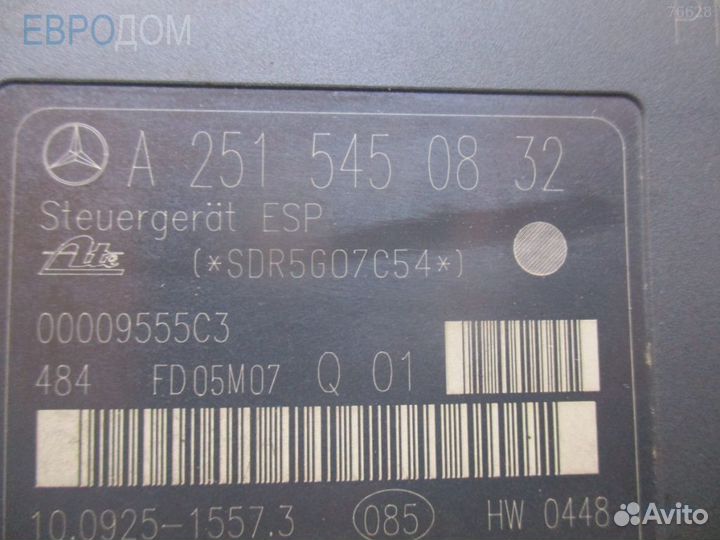 ЕВРОДОМ
76628
A 251 545 08 32
Steuergerät ESP
Ate (*SDR5G07C54*)
00009555C3
484 FD05M07 Q 01
10.0925-1557.3 085 HW 0448
Avito